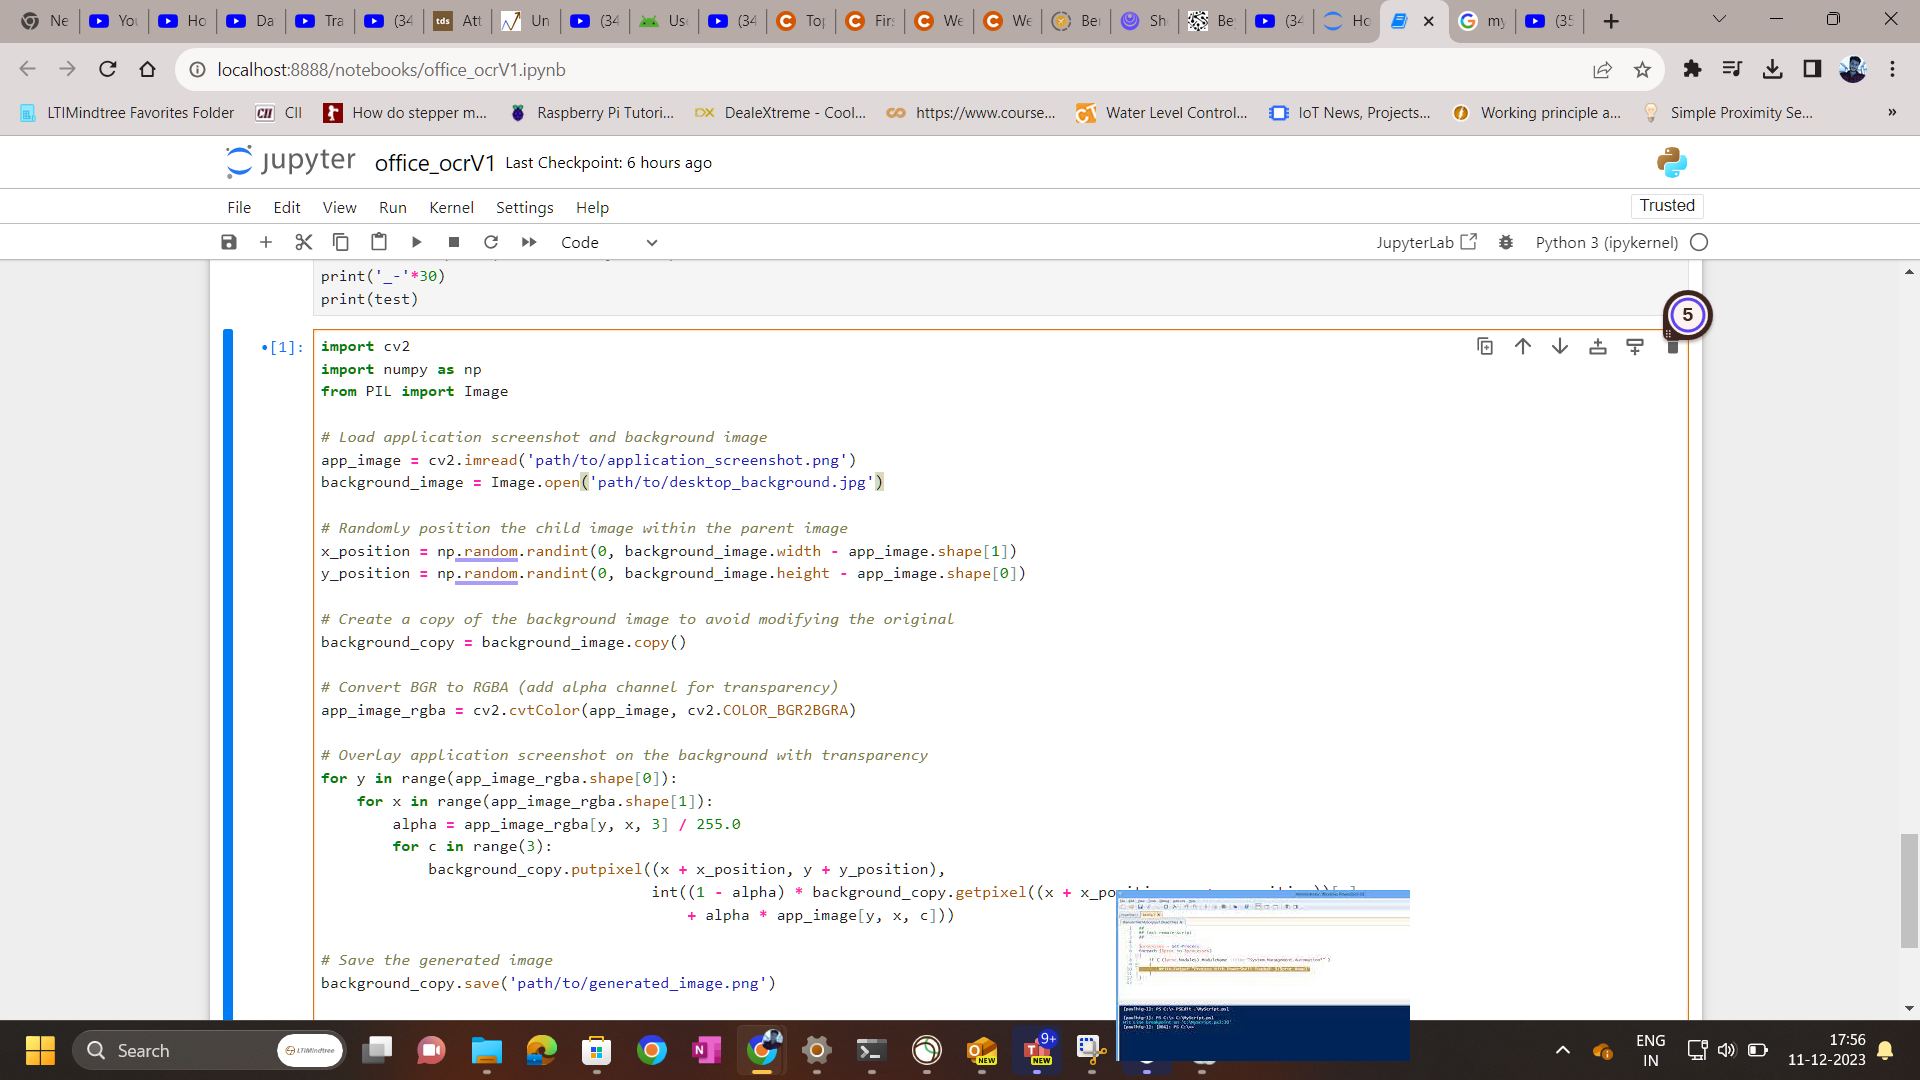 Ne
You
Ho
Da
Tra
(34
Att
Un
(34
Us
(34
To
Firs
We
We
Ber
Sh
Be
(34
Ho
my
(35
localhost:8888/notebooks/office_ocrV1.ipynb
LTIMindtree Favorites Folder
CII
How do stepper m...
Raspberry Pi Tutori...
DealeXtreme - Cool...
https://www.course...
Water Level Control...
IoT News, Projects...
Working principle a...
Simple Proximity Se...
»
jupyter office_ocrV1 Last Checkpoint: 6 hours ago
File Edit View Run Kernel Settings Help
Trusted
Code
JupyterLab
Python 3 (ipykernel)
print('_-'*30)
print(test)
5
•[1]:
import cv2
import numpy as np
from PIL import Image
# Load application screenshot and background image
app_image = cv2.imread('path/to/application_screenshot.png')
background_image = Image.open('path/to/desktop_background.jpg')
# Randomly position the child image within the parent image
x_position = np.random.randint(0, background_image.width - app_image.shape[1])
y_position = np.random.randint(0, background_image.height - app_image.shape[0])
# Create a copy of the background image to avoid modifying the original
background_copy = background_image.copy()
# Convert BGR to RGBA (add alpha channel for transparency)
app_image_rgba = cv2.cvtColor(app_image, cv2.COLOR_BGR2BGRA)
# Overlay application screenshot on the background with transparency
for y in range(app_image_rgba.shape[0]):
for x in range(app_image_rgba.shape[1]):
alpha = app_image_rgba[y, x, 3] / 255.0
for c in range(3):
background_copy.putpixel((x + x_position, y + y_position),
int((1 - alpha) * background_copy.getpixel((x + x_po
+ alpha * app_image[y, x, c]))
# Save the generated image
background_copy.save('path/to/generated_image.png')
Search
LTIMindtree
NEW
9+
NEW
ENG
IN
17:56
11-12-2023